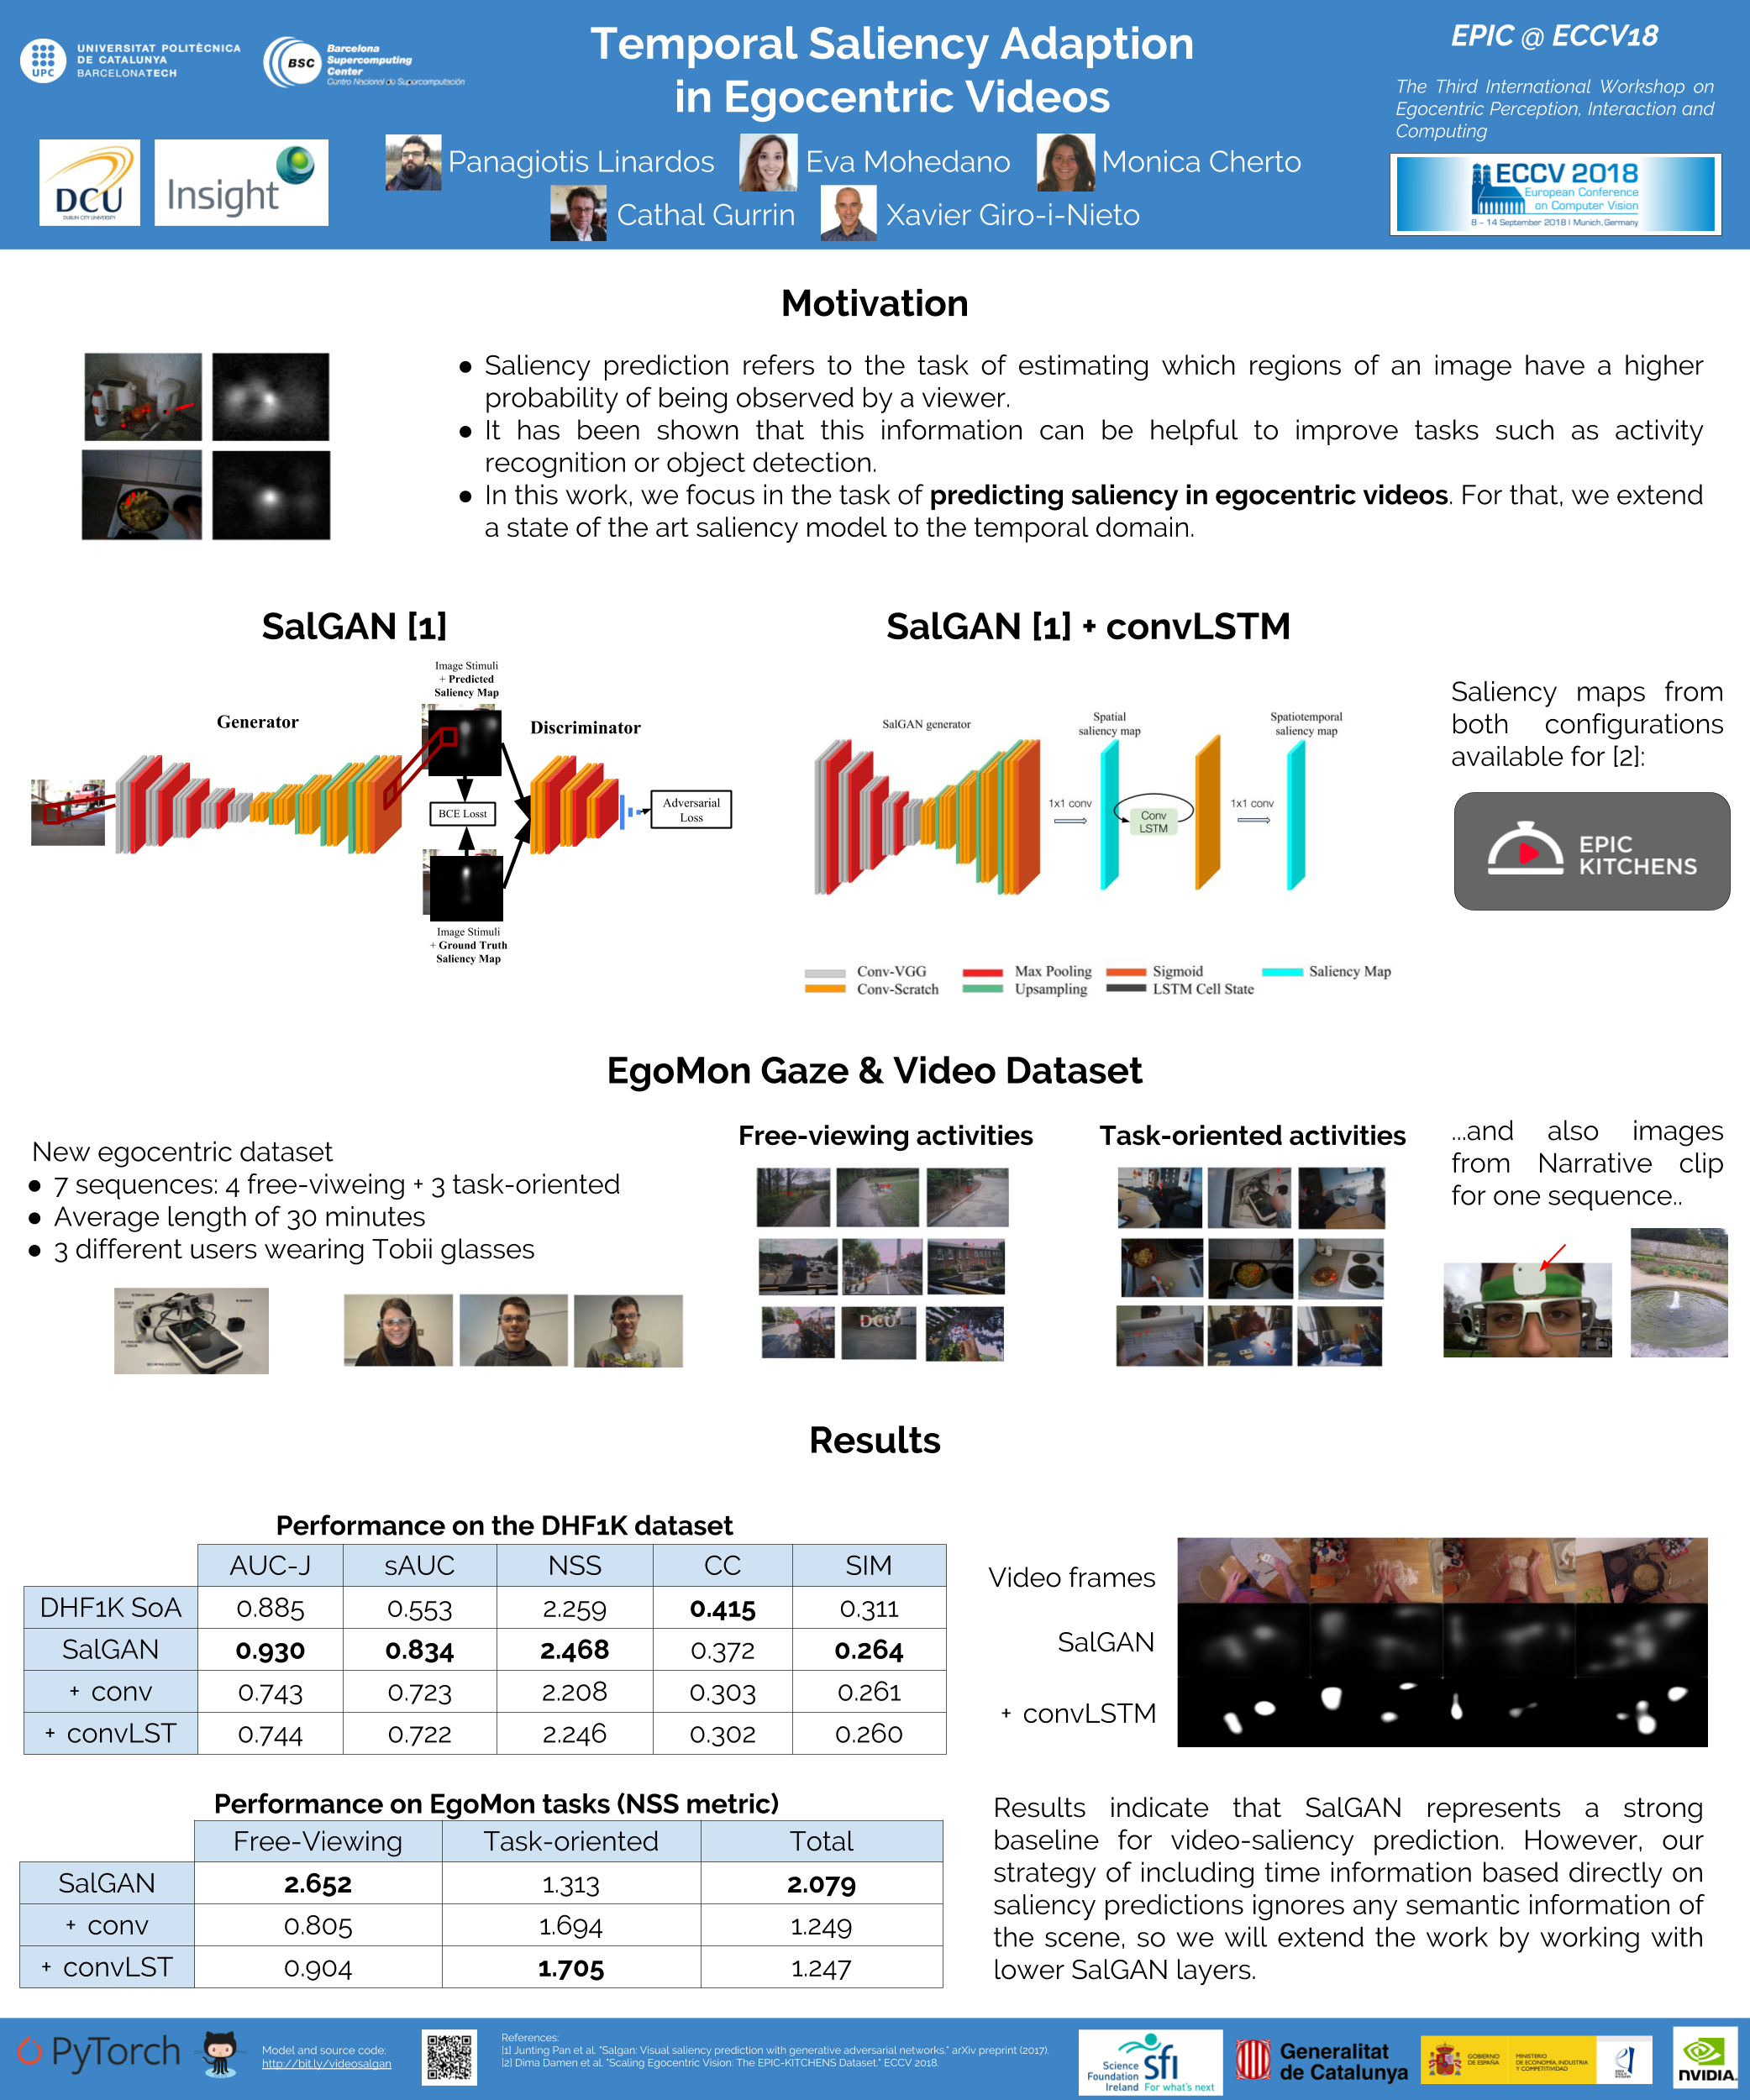 UPC
UNIVERSITAT POLITÈCNICA
DE CATALUNYA
BARCELONATECH
BSC
Barcelona
Supercomputing
Center
Centro Nacional de Supercomputación
DCU
DUBLIN CITY UNIVERSITY
Insight
Temporal Saliency Adaption
in Egocentric Videos
Panagiotis Linardos
Eva Mohedano
Monica Cherto
Cathal Gurrin
Xavier Giro-i-Nieto
EPIC @ ECCV18
The Third International Workshop on
Egocentric Perception, Interaction and
Computing
ECCV 2018
European Conference
on Computer Vision
8 – 14 September 2018 | Munich, Germany
Motivation
● Saliency prediction refers to the task of estimating which regions of an image have a higher
probability of being observed by a viewer.
● It has been shown that this information can be helpful to improve tasks such as activity
recognition or object detection.
● In this work, we focus in the task of predicting saliency in egocentric videos. For that, we extend
a state of the art saliency model to the temporal domain.
SalGAN [1]
Image Stimuli
+ Predicted
Saliency Map
Generator
Discriminator
BCE Losst
Adversarial
Loss
Image Stimuli
+ Ground Truth
Saliency Map
SalGAN [1] + convLSTM
SalGAN generator
Spatial
saliency map
Spatiotemporal
saliency map
1x1 conv
Conv
LSTM
1x1 conv
Conv-VGG
Max Pooling
Sigmoid
Saliency Map
Conv-Scratch
Upsampling
LSTM Cell State
Saliency maps from
both configurations
available for [2]:
EPIC
KITCHENS
EgoMon Gaze & Video Dataset
New egocentric dataset
● 7 sequences: 4 free-viweing + 3 task-oriented
● Average length of 30 minutes
● 3 different users wearing Tobii glasses
Free-viewing activities
DCU
Task-oriented activities
...and also images
from Narrative clip
for one sequence..
Results
Performance on the DHF1K dataset
AUC-J sAUC NSS CC SIM
DHF1K SoA 0.885 0.553 2.259 0.415 0.311
SalGAN 0.930 0.834 2.468 0.372 0.264
+ conv 0.743 0.723 2.208 0.303 0.261
+ convLST 0.744 0.722 2.246 0.302 0.260
Performance on EgoMon tasks (NSS metric)
Free-Viewing Task-oriented Total
SalGAN 2.652 1.313 2.079
+ conv 0.805 1.694 1.249
+ convLST 0.904 1.705 1.247
Video frames
SalGAN
+ convLSTM
Results indicate that SalGAN represents a strong
baseline for video-saliency prediction. However, our
strategy of including time information based directly on
saliency predictions ignores any semantic information of
the scene, so we will extend the work by working with
lower SalGAN layers.
PyTorch
Model and source code:
http://bit.ly/videosalgan
References:
[1] Junting Pan et al. "Salgan: Visual saliency prediction with generative adversarial networks." arXiv preprint (2017).
[2] Dima Damen et al. "Scaling Egocentric Vision: The EPIC-KITCHENS Dataset." ECCV 2018.
Science
Foundation
Ireland
sfi
For what's next
Generalitat
de Catalunya
GOBIERNO
DE ESPAÑA
MINISTERIO
DE ECONOMÍA, INDUSTRIA
Y COMPETITIVIDAD
NVIDIA.